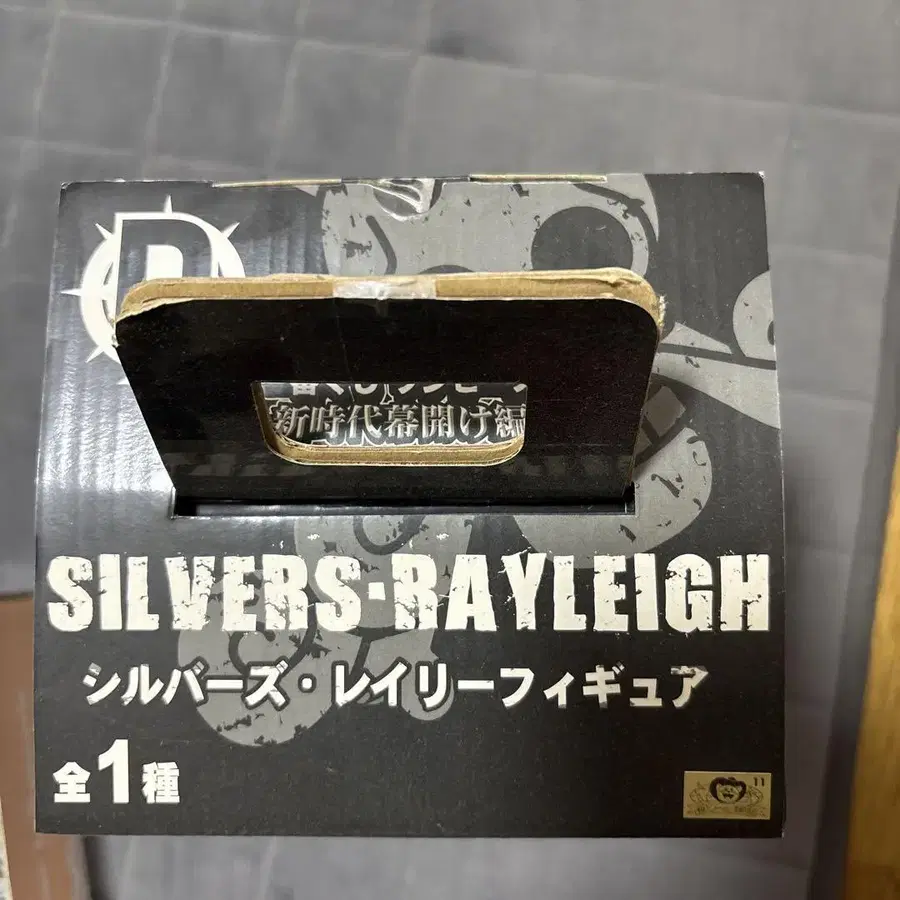 D
新時代幕開け編
SILVERS·RAYLEIGH
シルバーズ・レイリーフィギュア
全1種
11